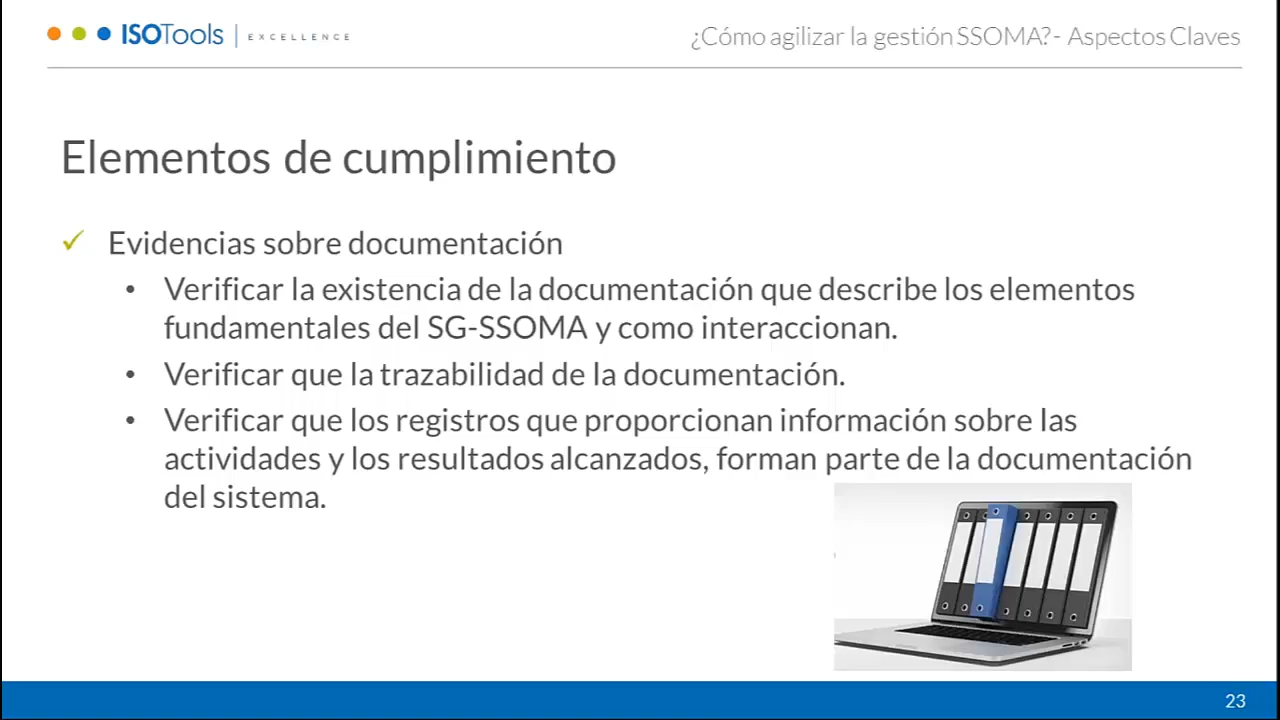 ISOTools | EXCELLENCE
¿Cómo agilizar la gestión SSOMA?- Aspectos Claves
Elementos de cumplimiento
✓ Evidencias sobre documentación
• Verificar la existencia de la documentación que describe los elementos
fundamentales del SG-SSOMA y como interaccionan.
• Verificar que la trazabilidad de la documentación.
• Verificar que los registros que proporcionan información sobre las
actividades y los resultados alcanzados, forman parte de la documentación
del sistema.
23